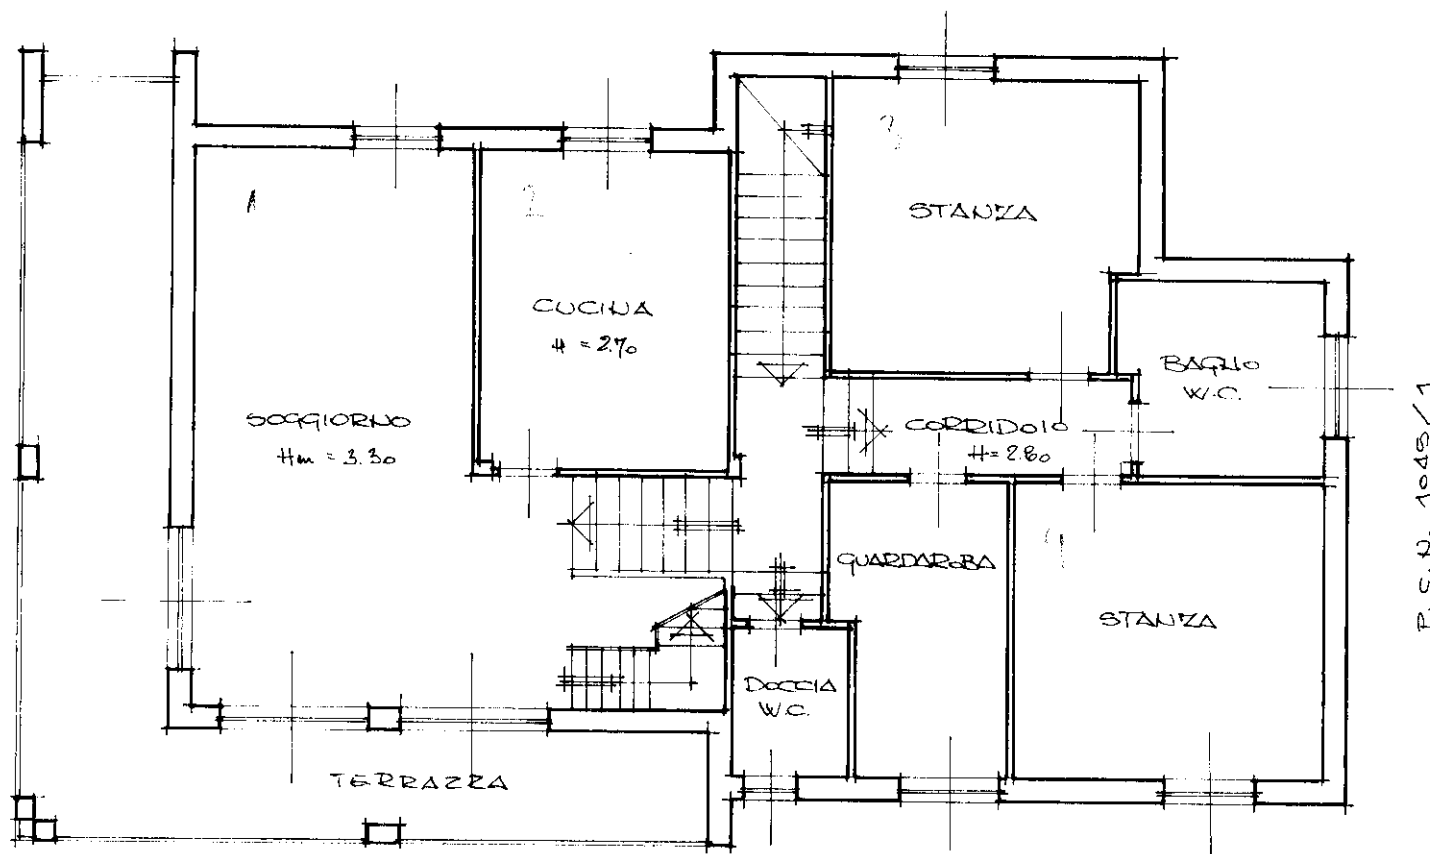 1
2
3
STANZA
CUCINA
H = 2.70
BAGNO
W.C.
SOGGIORNO
Hm = 3.30
CORRIDOIO
H = 2.60
GUARDAROBA
4
STANZA
DOCCIA
W.C.
TERRAZZA